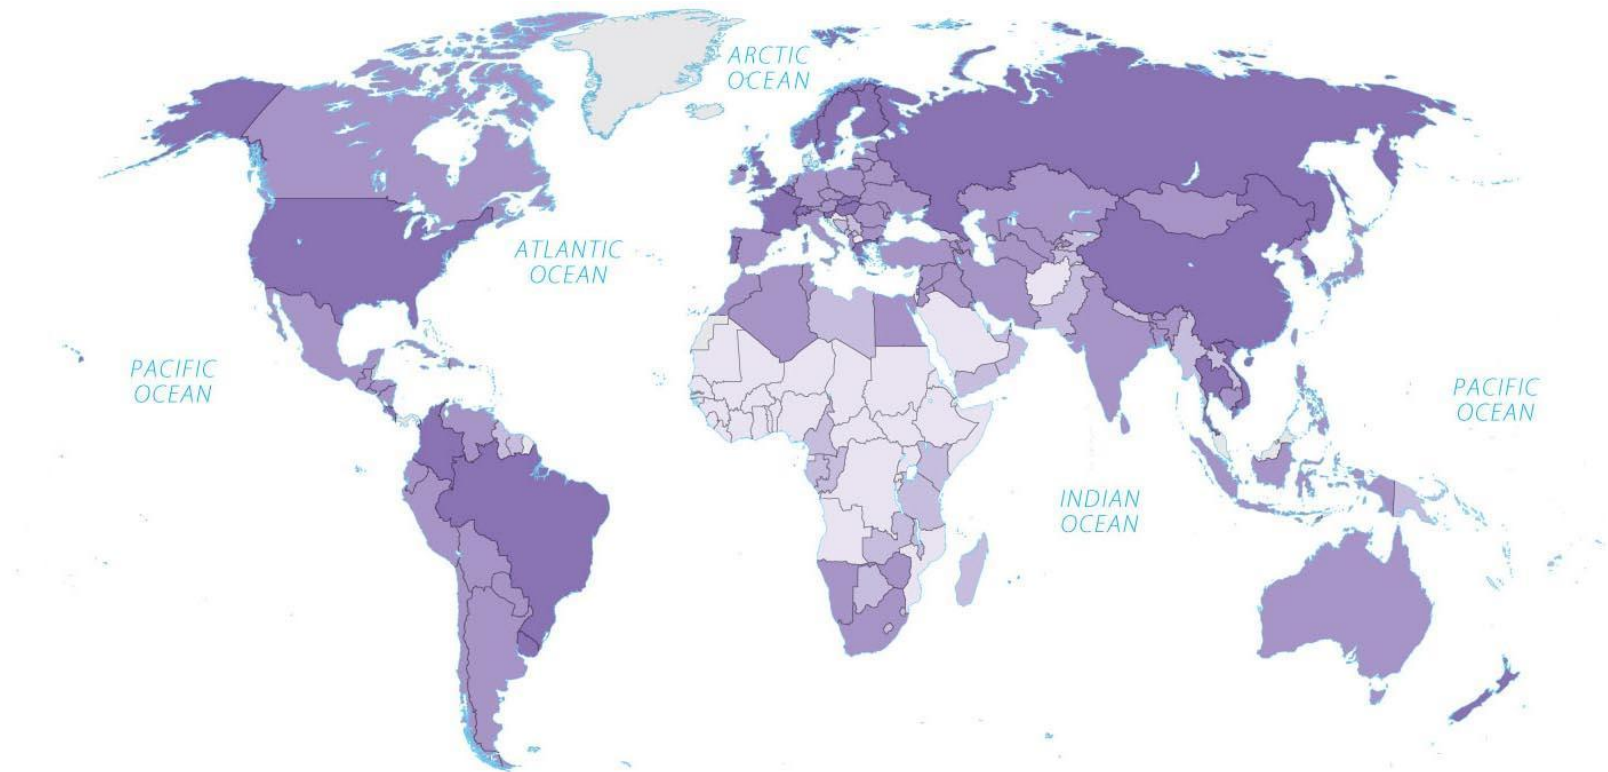 ARCTIC
OCEAN
ATLANTIC
OCEAN
PACIFIC
OCEAN
PACIFIC
OCEAN
INDIAN
OCEAN